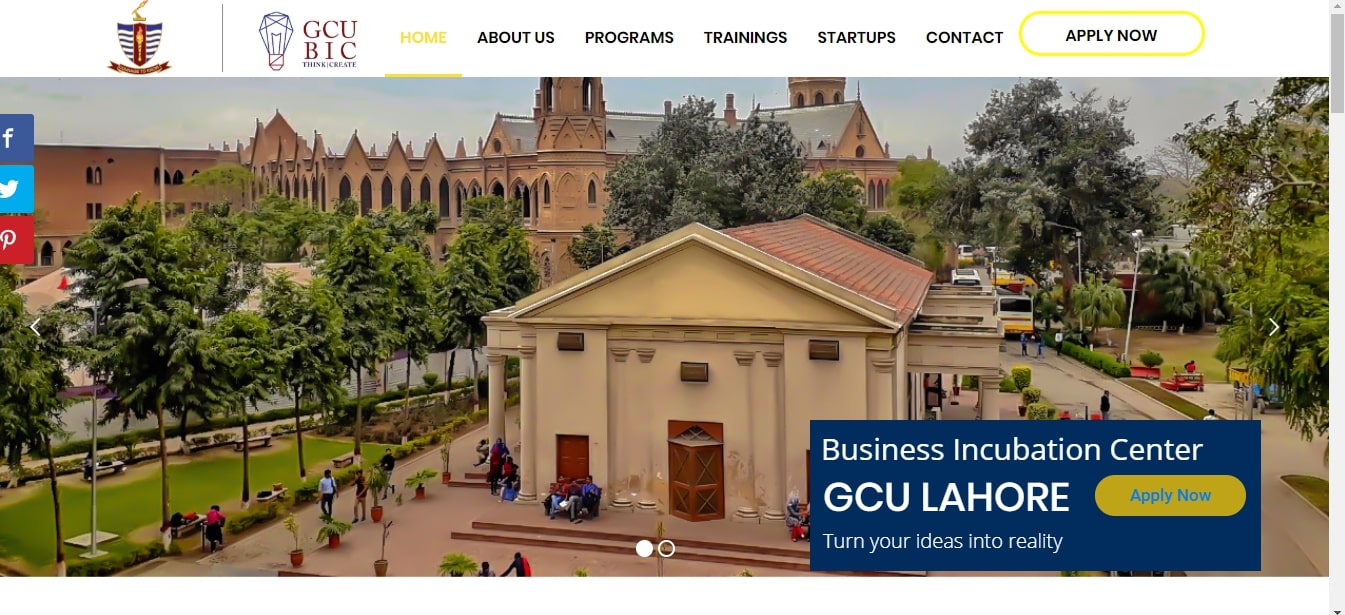 GCU
BIC
THINK|CREATE
HOME
ABOUT US
PROGRAMS
TRAININGS
STARTUPS
CONTACT
APPLY NOW
Business Incubation Center
GCU LAHORE
Apply Now
Turn your ideas into reality